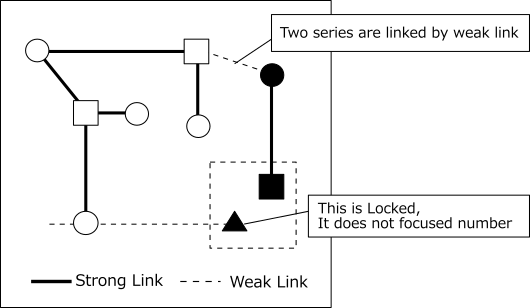 Two series are linked by weak link
This is Locked,
It does not focused number
Strong Link
Weak Link